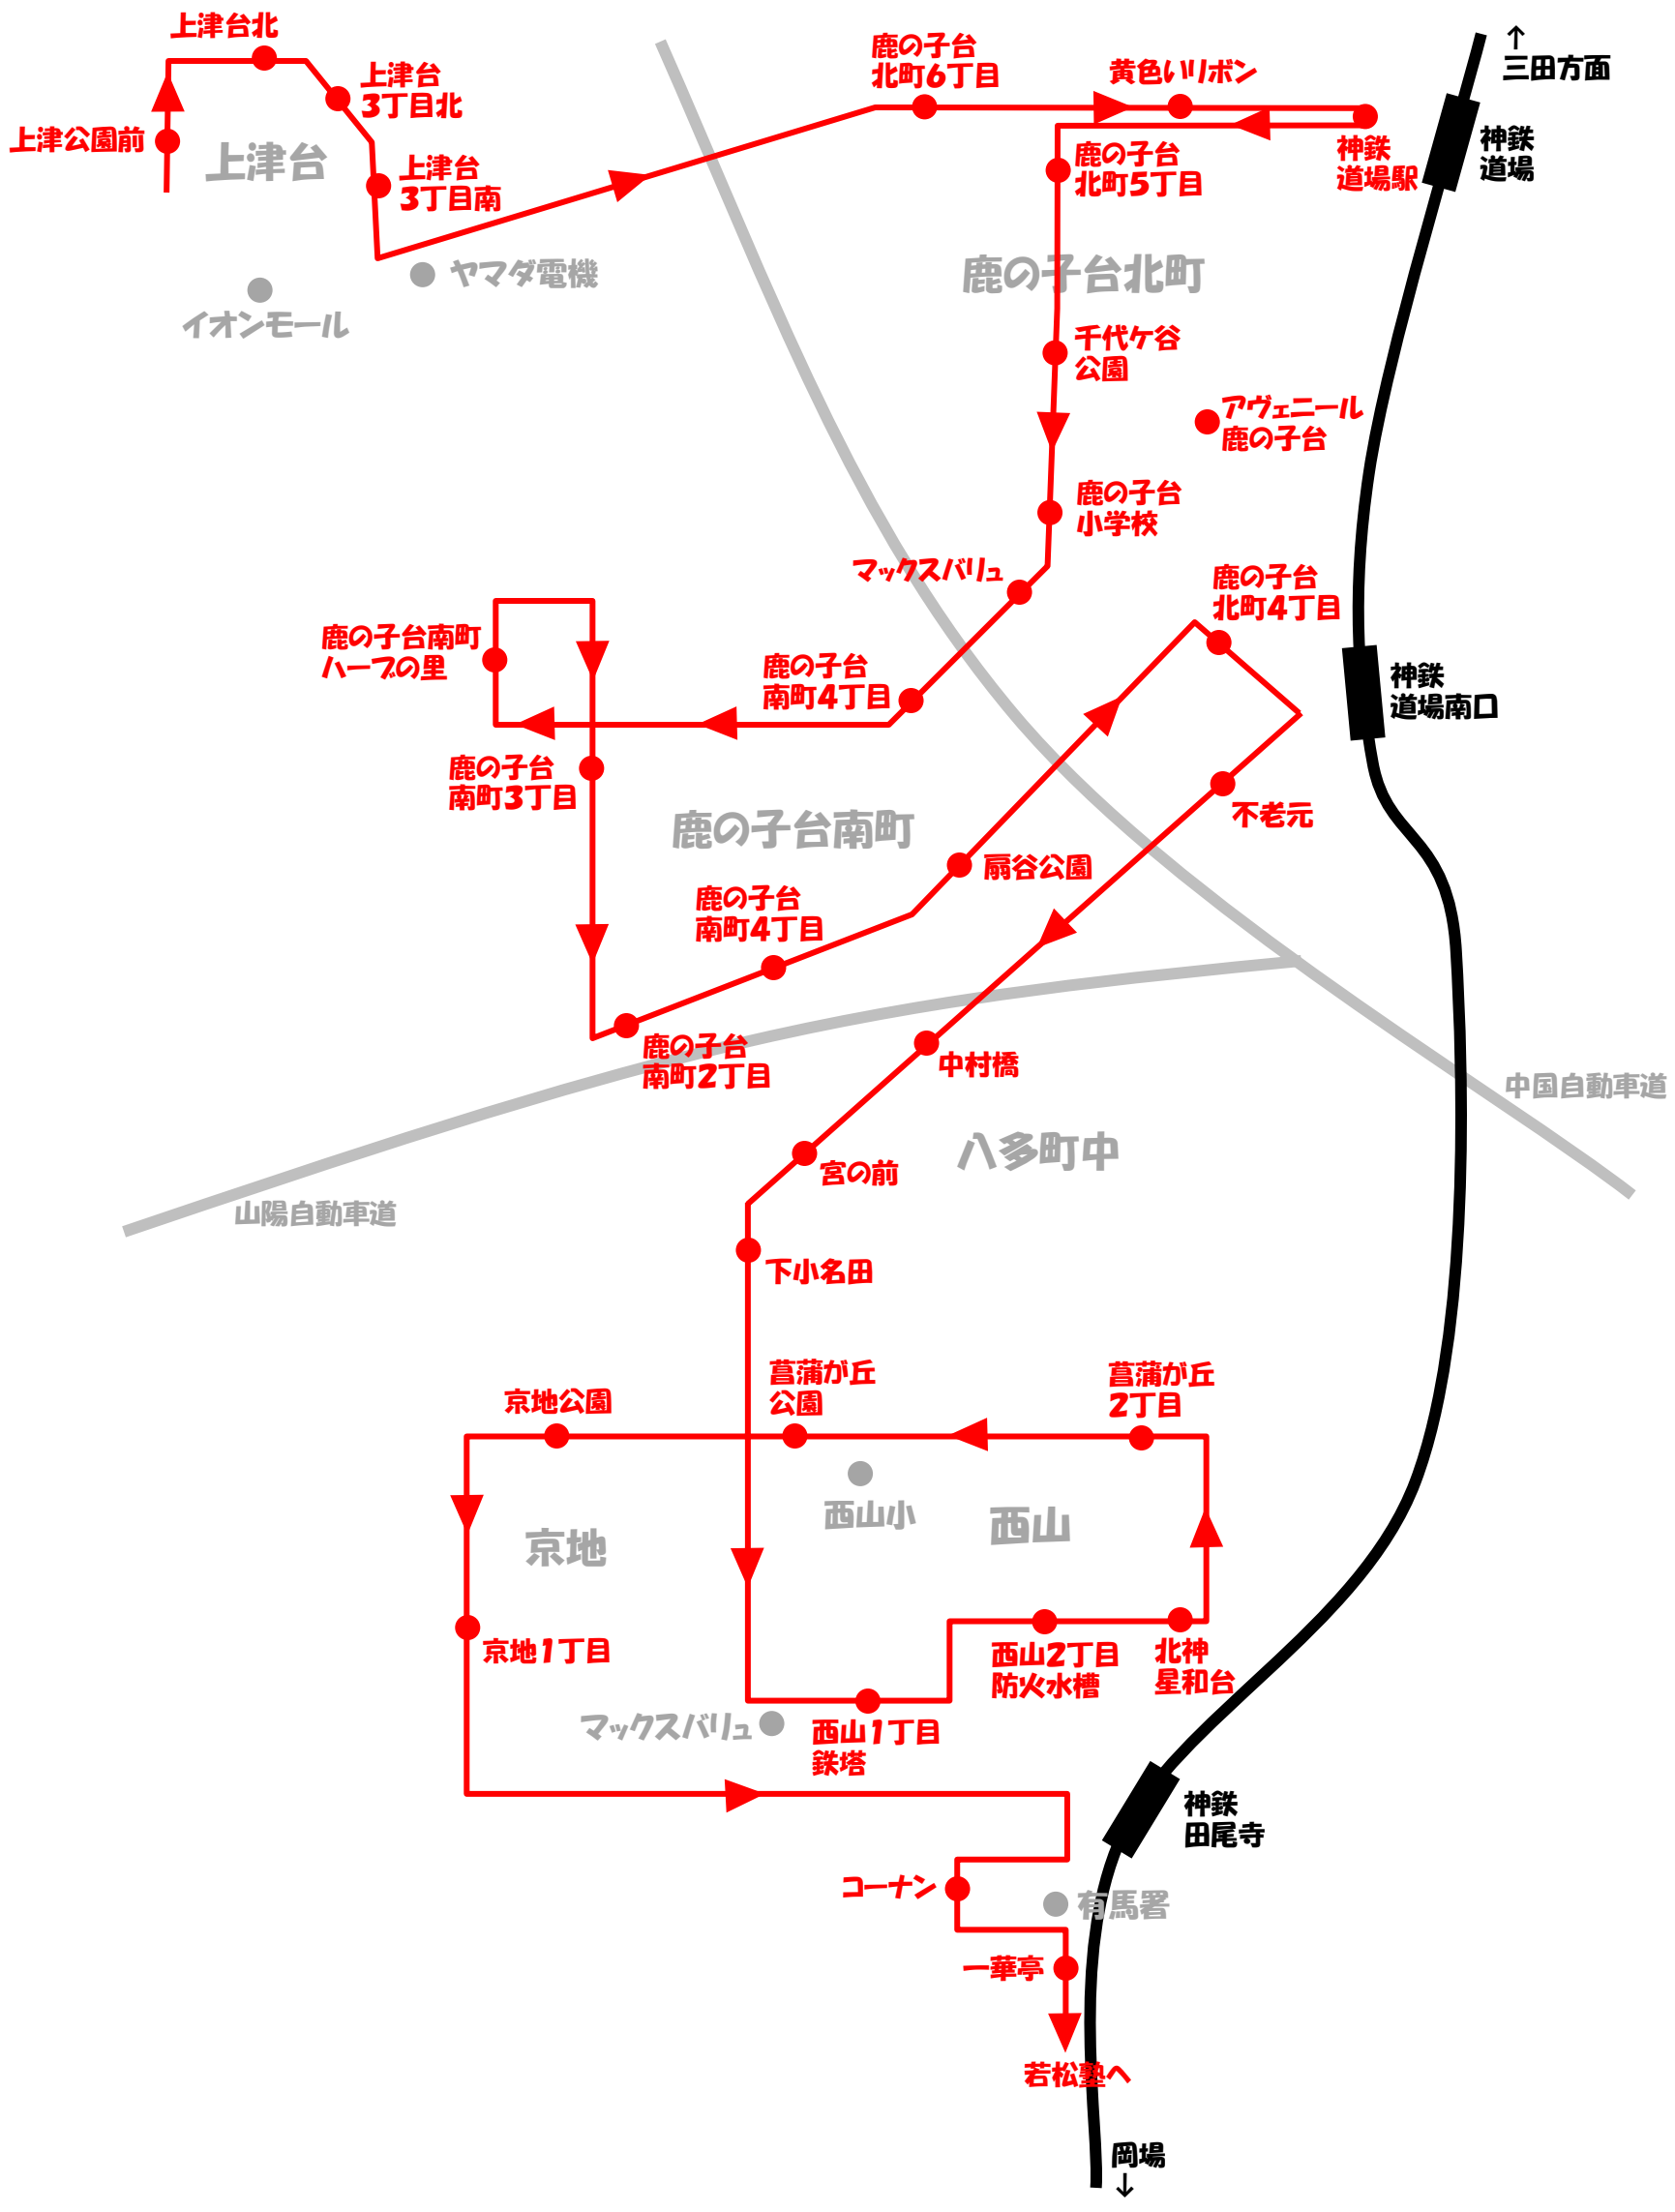 上津台北
上津台
3丁目北
上津公園前
上津台
上津台
3丁目南
イオンモール
ヤマダ電機
鹿の子台
北町6丁目
黄色いリボン
神鉄
道場駅
↑
三田方面
神鉄
道場
鹿の子台
北町5丁目
鹿の子台北町
千代ヶ谷
公園
アヴェニール
鹿の子台
鹿の子台
小学校
マックスバリュ
鹿の子台
北町4丁目
鹿の子台南町
ハーブの里
鹿の子台
南町4丁目
神鉄
道場南口
鹿の子台
南町3丁目
鹿の子台南町
不老元
扇谷公園
鹿の子台
南町4丁目
鹿の子台
南町2丁目
中村橋
中国自動車道
八多町中
宮の前
山陽自動車道
下小名田
京地公園
菖蒲が丘
公園
菖蒲が丘
2丁目
西山小
西山
京地
京地1丁目
西山2丁目
防火水槽
北神
星和台
マックスバリュ
西山1丁目
鉄塔
神鉄
田尾寺
コーナン
有馬署
一華亭
若松塾へ
岡場
↓